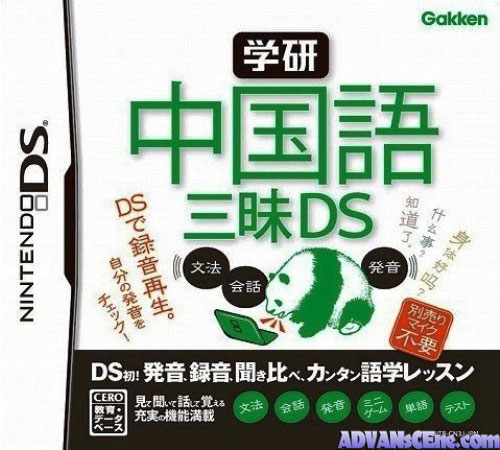 Gakken
学研
中国語
三昧DS
NINTENDO DS
DSで録音再生。
自分の発音を
チェック!
文法
会話
発音
知道了。
什么事?
身体好吗?
別売り
マイク
不要
DS初! 発音、録音、聞き比べ、カンタン語学レッスン
CERO
教育・データベース
見て聞いて話して覚える
充実の機能満載
文法
会話
発音
ミニゲーム
単語
テスト
ADVANsCEne.com